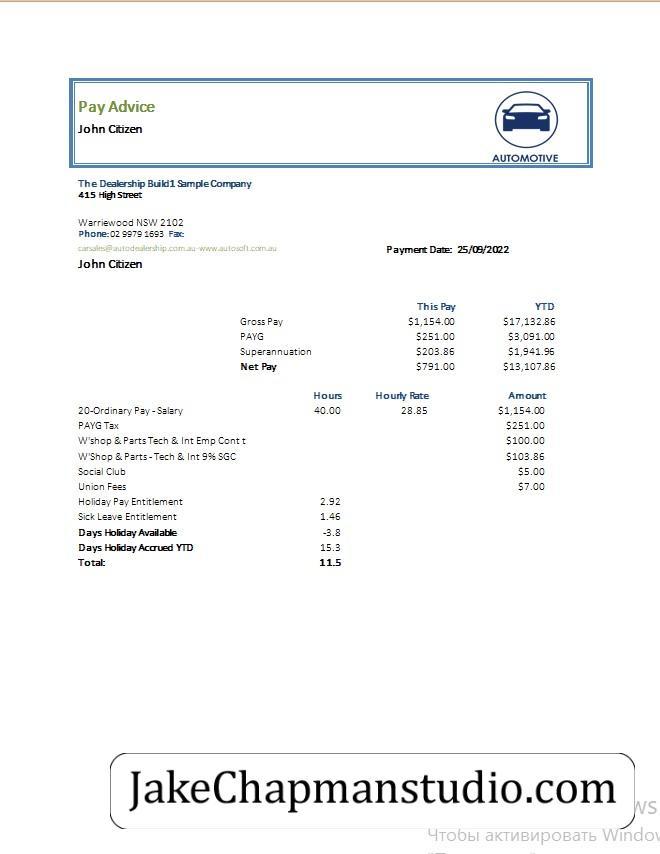 Pay Advice
John Citizen
AUTOMOTIVE
The Dealership Build1 Sample Company
415 High Street
Warriewood NSW 2102
Phone: 02 9979 1693 Fax:
carsales@autodealership.com.au-www.autosoft.com.au
Payment Date: 25/09/2022
John Citizen
This Pay YTD
Gross Pay $1,154.00 $17,132.86
PAYG $251.00 $3,091.00
Superannuation $203.86 $1,941.96
Net Pay $791.00 $13,107.86
Hours Hourly Rate Amount
20-Ordinary Pay - Salary 40.00 28.85 $1,154.00
PAYG Tax $251.00
W'shop & Parts Tech & Int Emp Cont t $100.00
W'Shop & Parts - Tech & Int 9% SGC $103.86
Social Club $5.00
Union Fees $7.00
Holiday Pay Entitlement 2.92
Sick Leave Entitlement 1.46
Days Holiday Available -3.8
Days Holiday Accrued YTD 15.3
Total: 11.5
JakeChapmanstudio.com
ws
Чтобы активировать Window